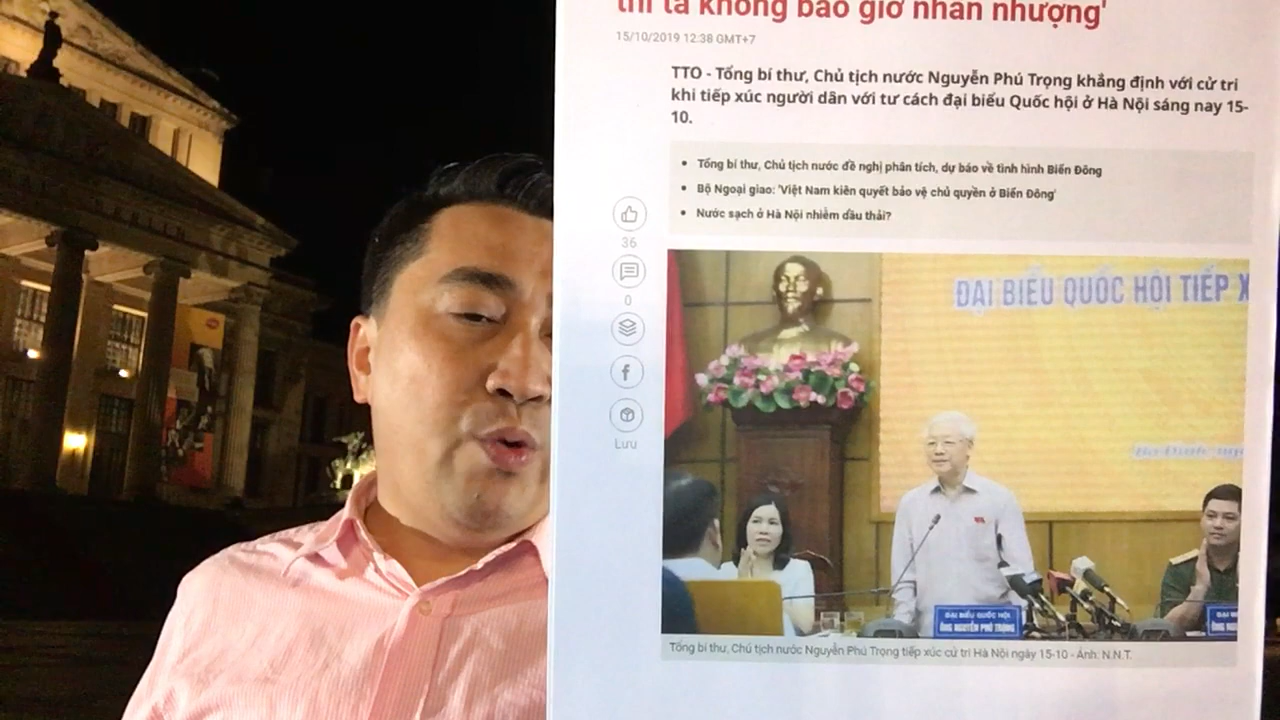 thì ta không bao giờ nhân nhượng'
15/10/2019 12:38 GMT+7
TTO - Tổng bí thư, Chủ tịch nước Nguyễn Phú Trọng khẳng định với cử tri
khi tiếp xúc người dân với tư cách đại biểu Quốc hội ở Hà Nội sáng nay 15-
10.
• Tổng bí thư, Chủ tịch nước đề nghị phân tích, dự báo về tình hình Biển Đông
• Bộ Ngoại giao: 'Việt Nam kiên quyết bảo vệ chủ quyền ở Biển Đông'
• Nước sạch ở Hà Nội nhiễm dầu thải?
36
0
Lưu
ĐẠI BIỂU QUỐC HỘI TIẾP X
ĐẠI BIỂU QUỐC HỘI
ÔNG NGUYỄN PHÚ TRỌNG
Tổng bí thư, Chủ tịch nước Nguyễn Phú Trọng tiếp xúc cử tri Hà Nội ngày 15-10 - Ảnh: N.N.T.